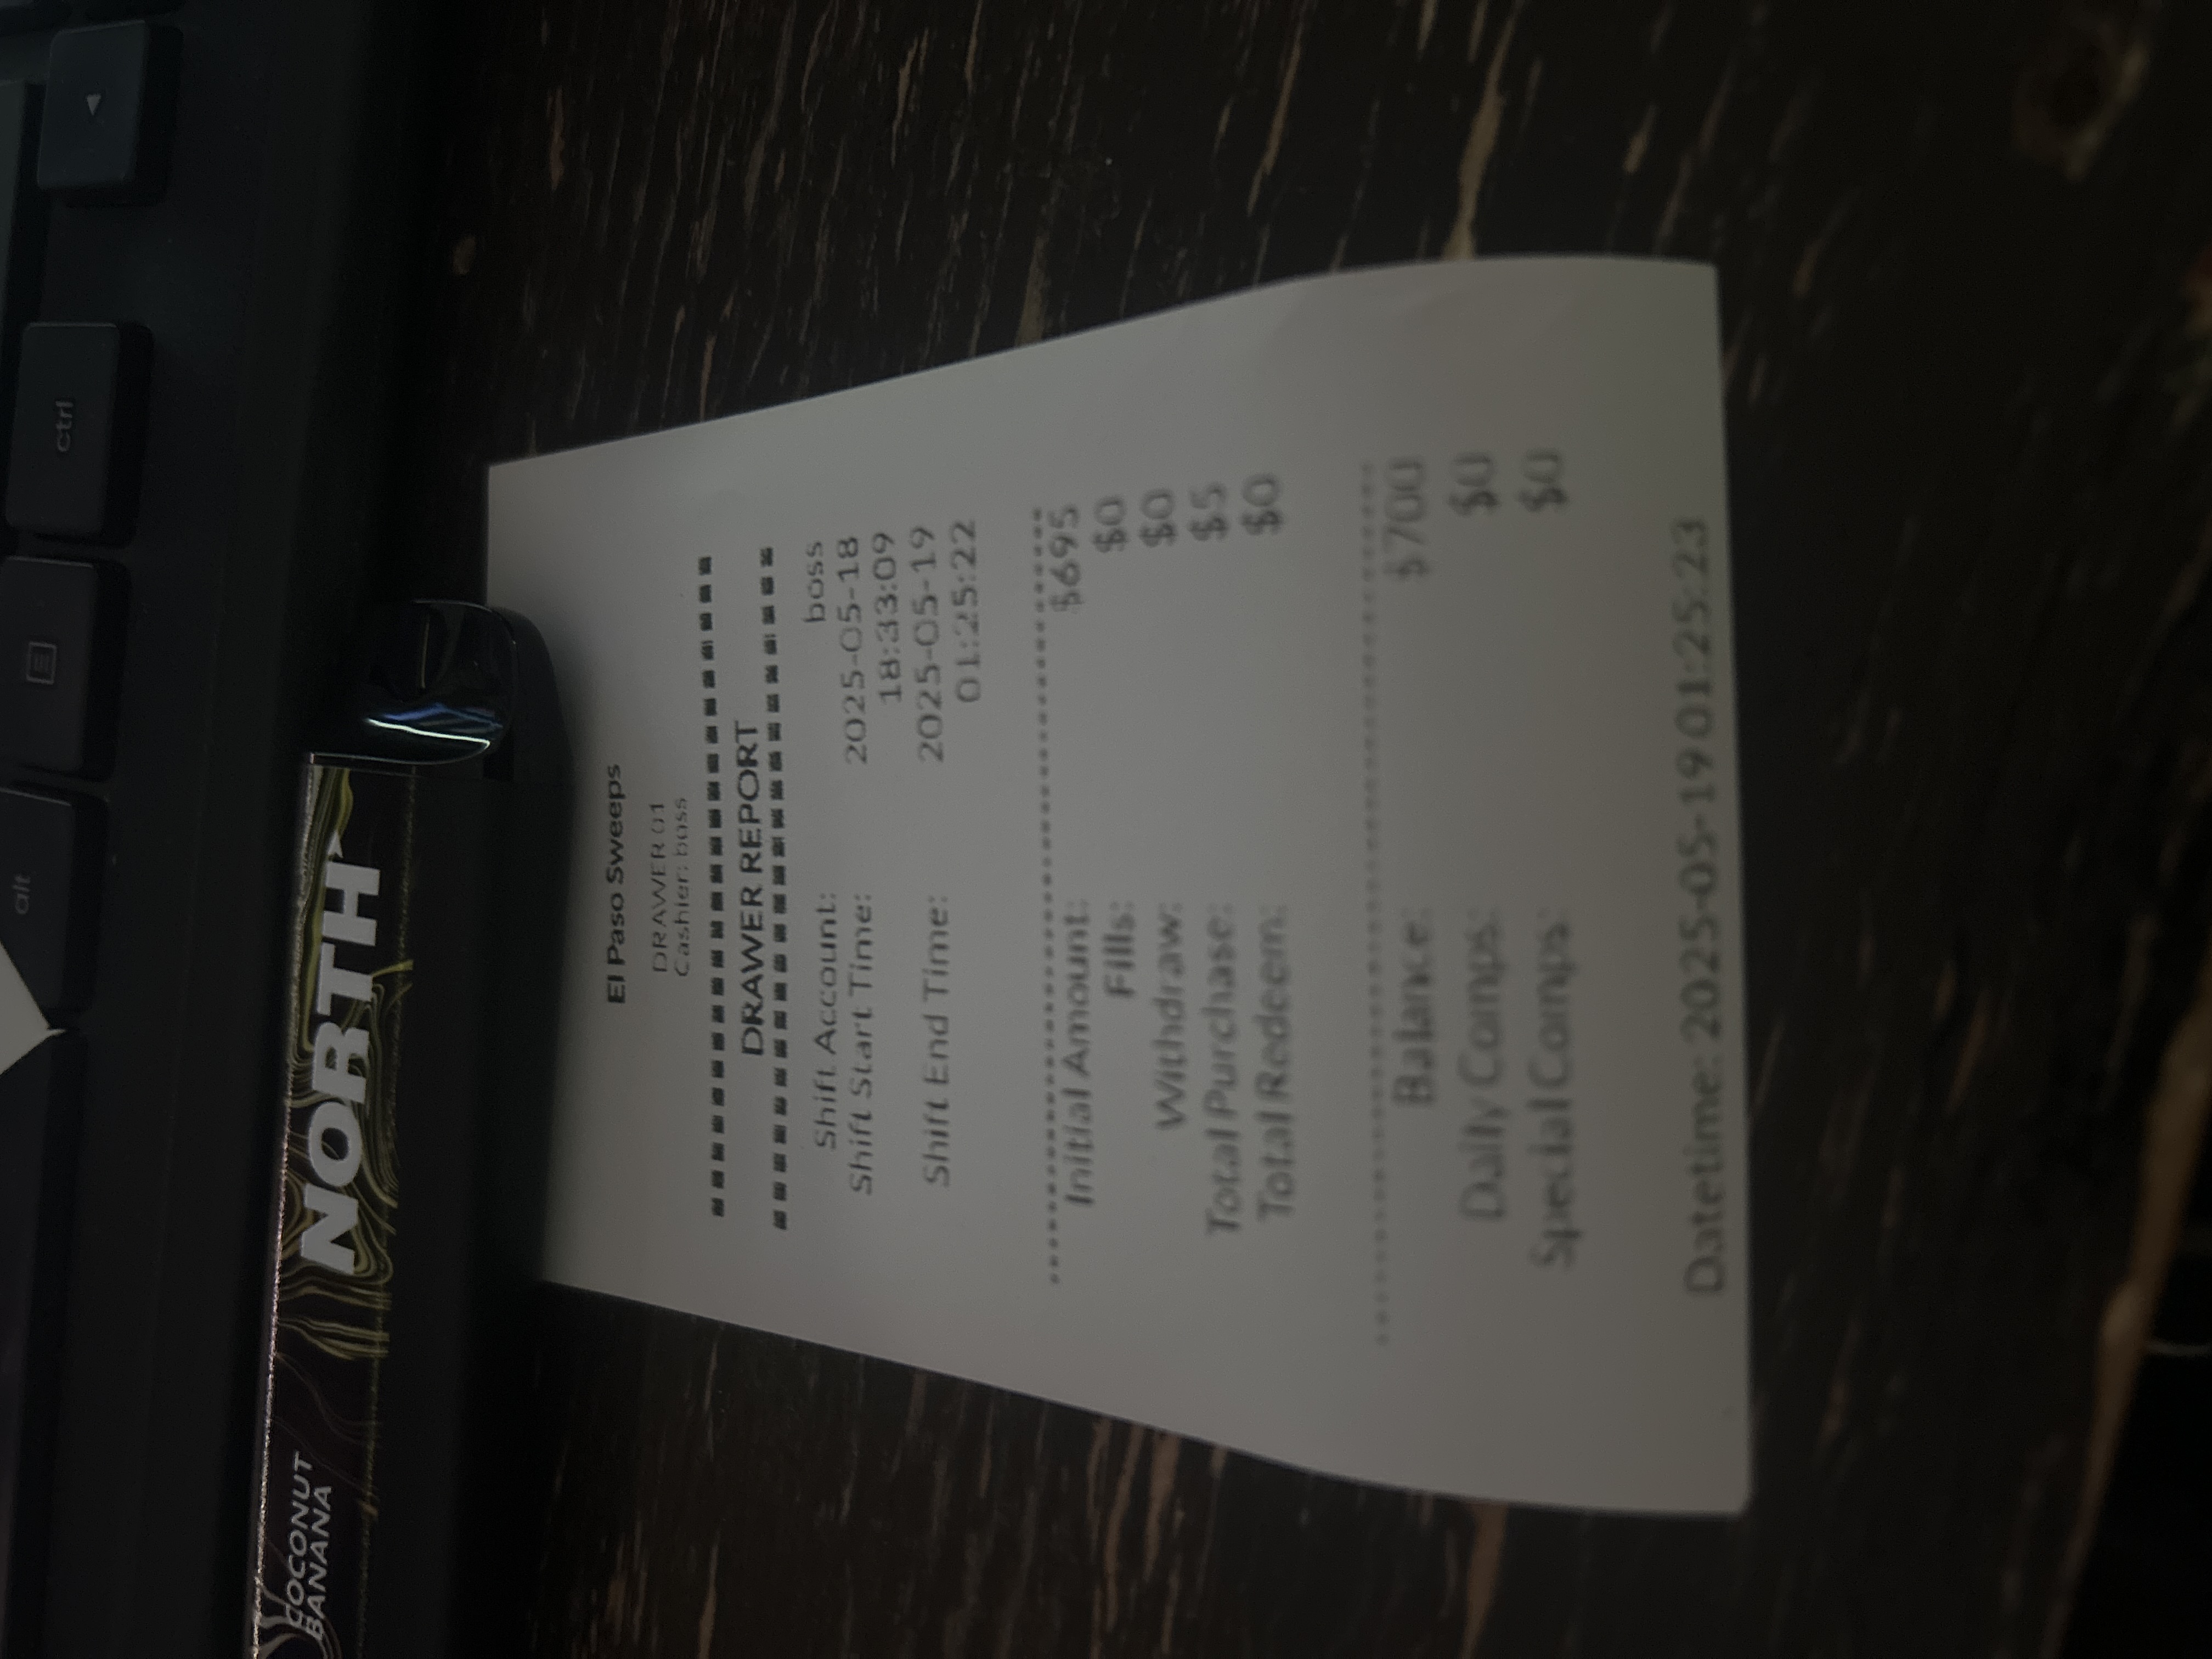 El Paso Sweeps
DRAWER 01
Cashier: boss
DRAWER REPORT
Shift Account: boss
Shift Start Time: 2025-05-18
18:33:09
Shift End Time: 2025-05-19
01:25:22
Initial Amount: $695
Fills: $0
Withdraw: $0
Total Purchase: $5
Total Redeem: $0
Balance: $700
Daily Comps: $0
Special Comps: $0
Datetime: 2025-05-19 01:25:23
NORTH
COCONUT
BANANA
ctrl
alt